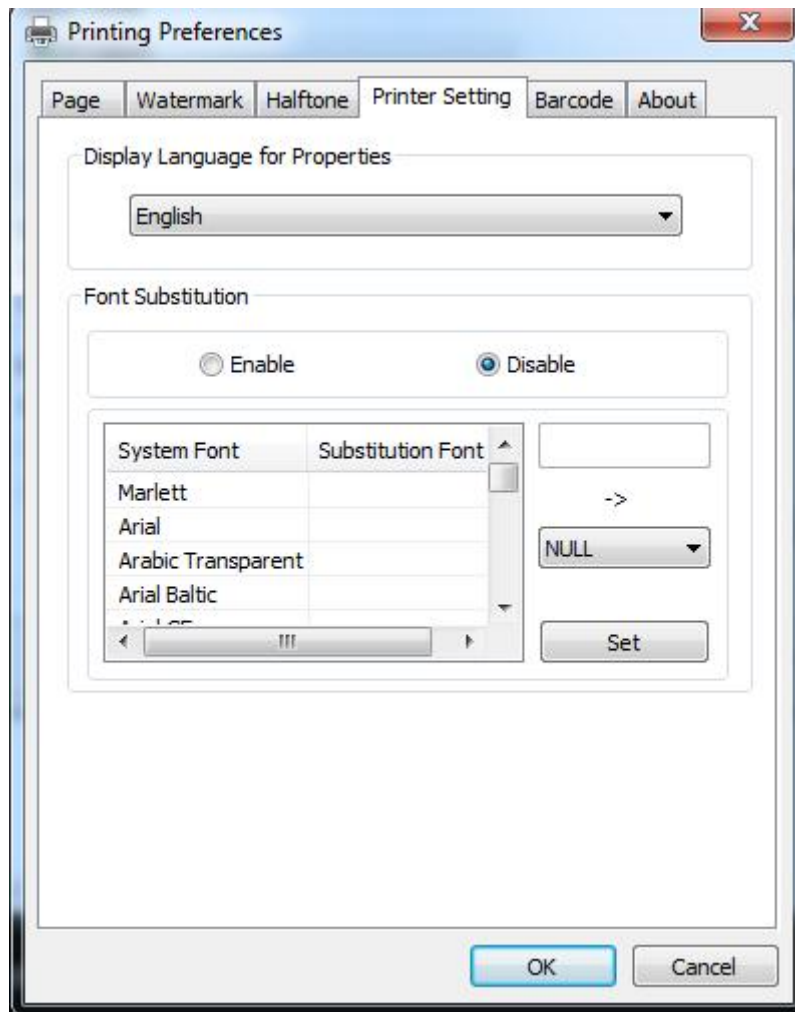 Printing Preferences
Page Watermark Halftone Printer Setting Barcode About
Display Language for Properties
English
Font Substitution
Enable Disable
System Font Substitution Font
Marlett
->
Arial
Arabic Transparent
NULL
Arial Baltic
Set
OK Cancel